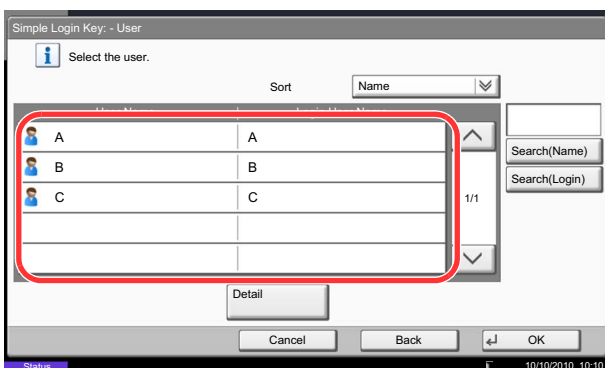 Simple Login Key: - User
i Select the user.
Sort Name
A A
B B
C C
1/1
Search(Name)
Search(Login)
Detail
Cancel Back OK
Status 10/10/2010 10:10